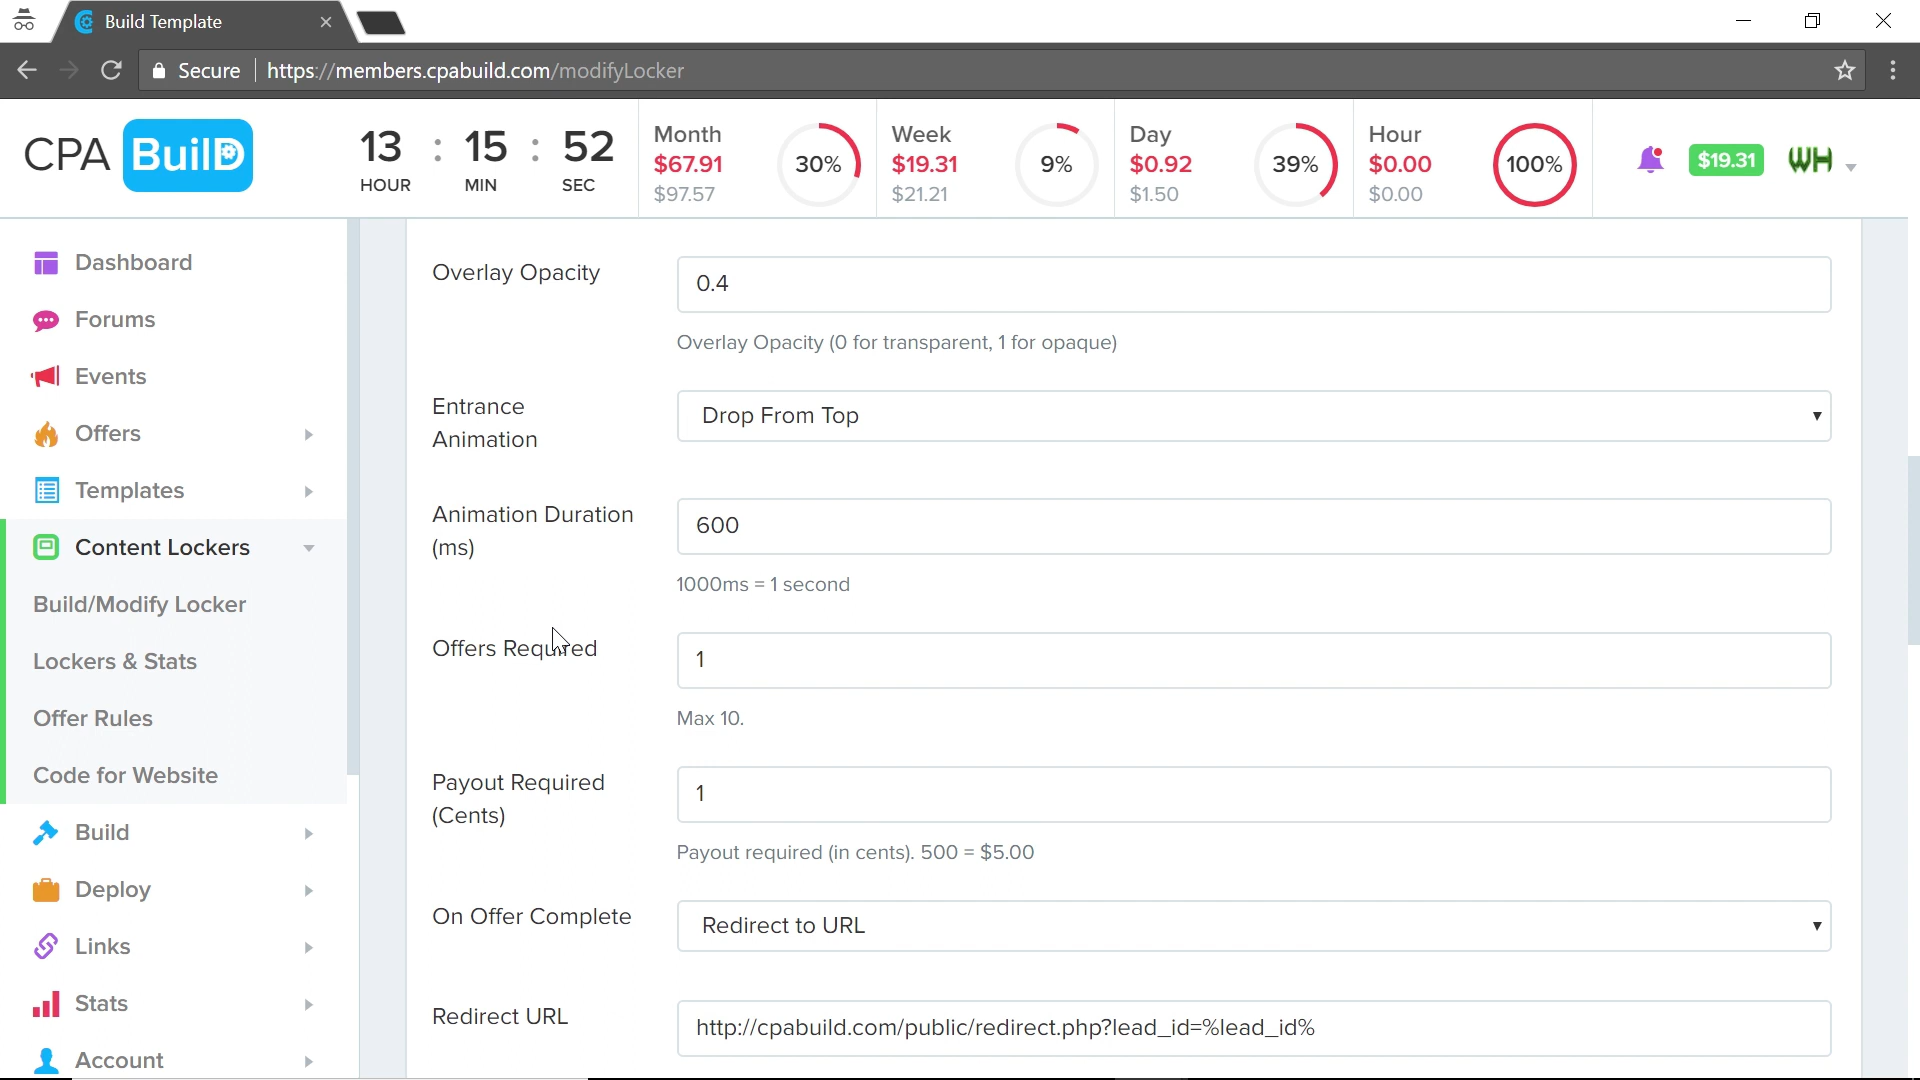 Build Template
Secure https://members.cpabuild.com/modifyLocker
CPA BuilD
13 : 15 : 52
HOUR MIN SEC
Month
$67.91
$97.57
30%
Week
$19.31
$21.21
9%
Day
$0.92
$1.50
39%
Hour
$0.00
$0.00
100%
$19.31
WH
Dashboard
Forums
Events
Offers
Templates
Content Lockers
Build/Modify Locker
Lockers & Stats
Offer Rules
Code for Website
Build
Deploy
Links
Stats
Account
Overlay Opacity
0.4
Overlay Opacity (0 for transparent, 1 for opaque)
Entrance
Animation
Drop From Top
Animation Duration
(ms)
600
1000ms = 1 second
Offers Required
1
Max 10.
Payout Required
(Cents)
1
Payout required (in cents). 500 = $5.00
On Offer Complete
Redirect to URL
Redirect URL
http://cpabuild.com/public/redirect.php?lead_id=%lead_id%